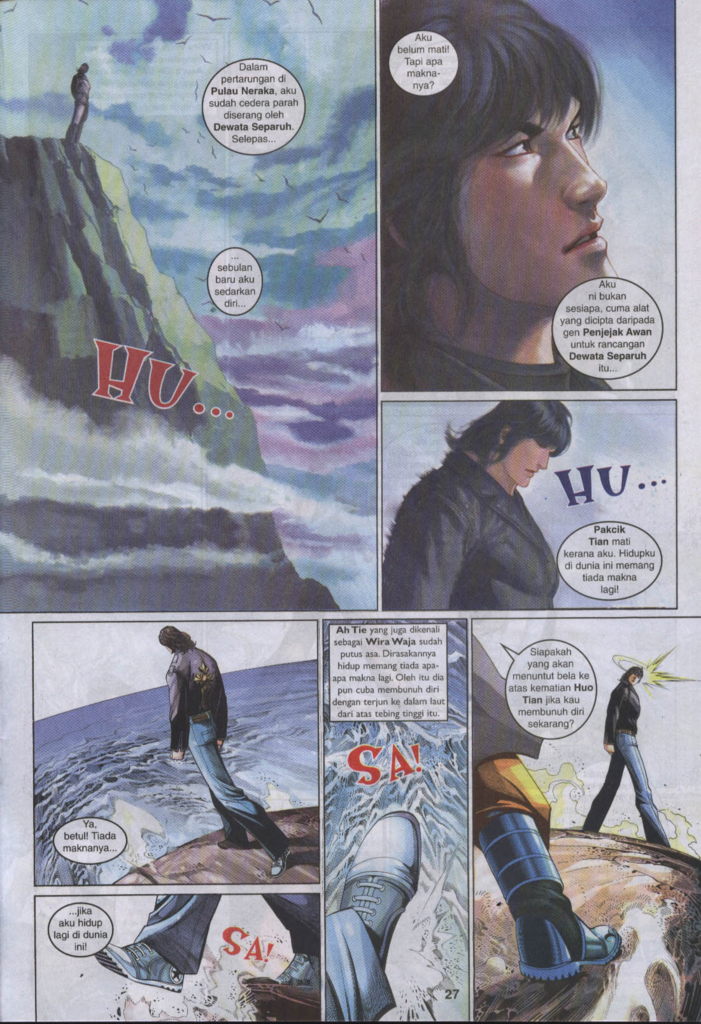 Dalam
pertarungan di
Pulau Neraka, aku
sudah cedera parah
diserang oleh
Dewata Separuh.
Selepas...
...
sebulan
baru aku
sedarkan
diri...
HU...
Aku
belum mati!
Tapi apa
makna-
nya?
Aku
ni bukan
sesiapa, cuma alat
yang dicipta daripada
gen Penjejak Awan
untuk rancangan
Dewata Separuh
itu...
HU...
Pakcik
Tian mati
kerana aku. Hidupku
di dunia ini memang
tiada makna
lagi!
Ya,
betul! Tiada
maknanya...
...jika
aku hidup
lagi di dunia
ini!
SA!
Ah Tie yang juga dikenali
sebagai Wira Waja sudah
putus asa. Dirasakannya
hidup memang tiada apa-
apa makna lagi. Oleh itu dia
pun cuba membunuh diri
dengan terjun ke dalam laut
dari atas tebing tinggi itu.
SA!
Siapakah
yang akan
menuntut bela ke
atas kematian Huo
Tian jika kau
membunuh diri
sekarang?
27